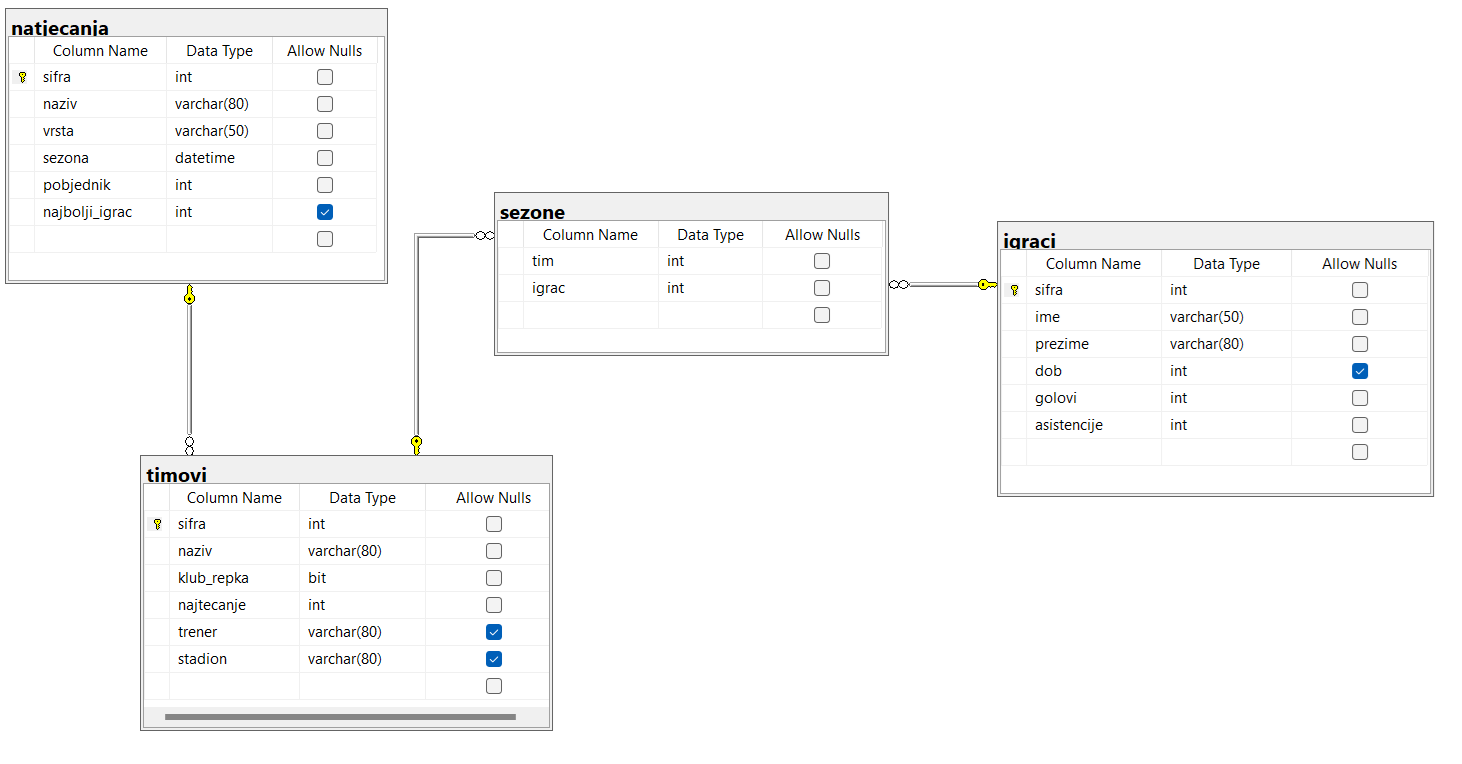 natjecanja
Column Name Data Type Allow Nulls
sifra int
naziv varchar(80)
vrsta varchar(50)
sezona datetime
pobjednik int
najbolji_igrac int
sezone
Column Name Data Type Allow Nulls
tim int
igrac int
igraci
Column Name Data Type Allow Nulls
sifra int
ime varchar(50)
prezime varchar(80)
dob int
golovi int
asistencije int
timovi
Column Name Data Type Allow Nulls
sifra int
naziv varchar(80)
klub_repka bit
najtecanje int
trener varchar(80)
stadion varchar(80)